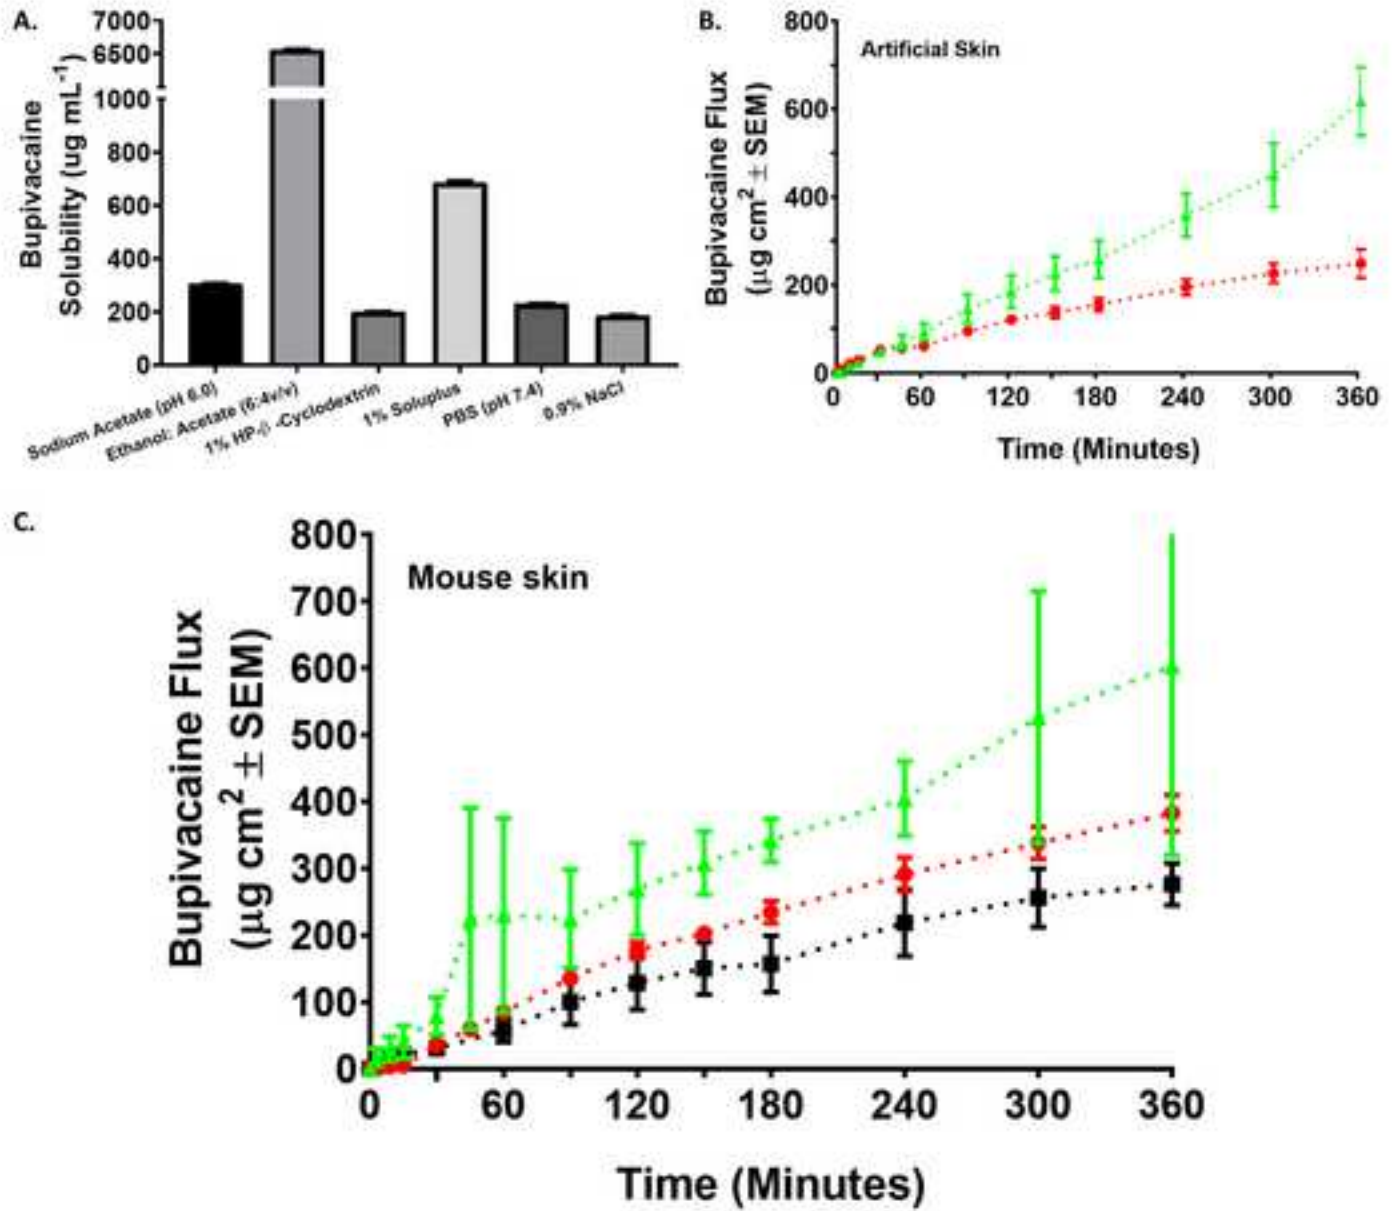 A.
7000
6500
1000
800
600
400
200
0
Bupivacaine
Solubility (ug mL-1)
Sodium Acetate (pH 6.0)
Ethanol: Acetate (6:4v/v)
1% HP-β -Cyclodextrin
1% Soluplus
PBS (pH 7.4)
0.9% NaCl
B.
Artificial Skin
800
600
400
200
0
Bupivacaine Flux
(µg cm2 ± SEM)
0 60 120 180 240 300 360
Time (Minutes)
C.
Mouse skin
800
700
600
500
400
300
200
100
0
Bupivacaine Flux
(µg cm2 ± SEM)
0 60 120 180 240 300 360
Time (Minutes)